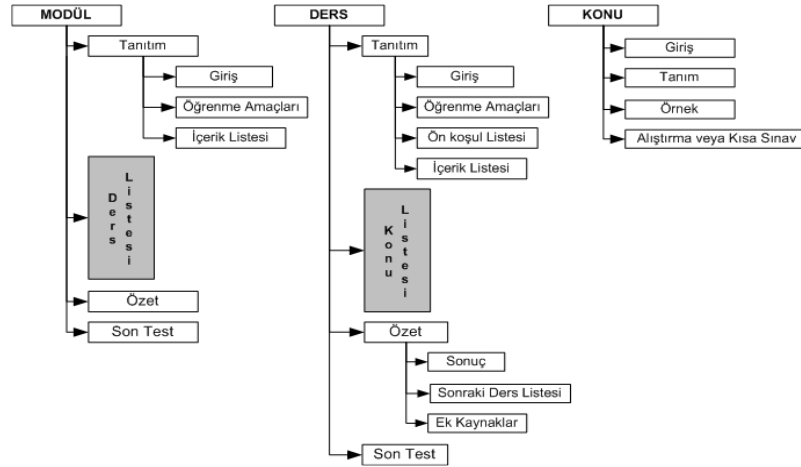 MODÜL
Tanıtım
Giriş
Öğrenme Amaçları
İçerik Listesi
Ders
Listesi
Özet
Son Test
DERS
Tanıtım
Giriş
Öğrenme Amaçları
Ön koşul Listesi
İçerik Listesi
Konu
Listesi
Özet
Sonuç
Sonraki Ders Listesi
Ek Kaynaklar
Son Test
KONU
Giriş
Tanım
Örnek
Alıştırma veya Kısa Sınav